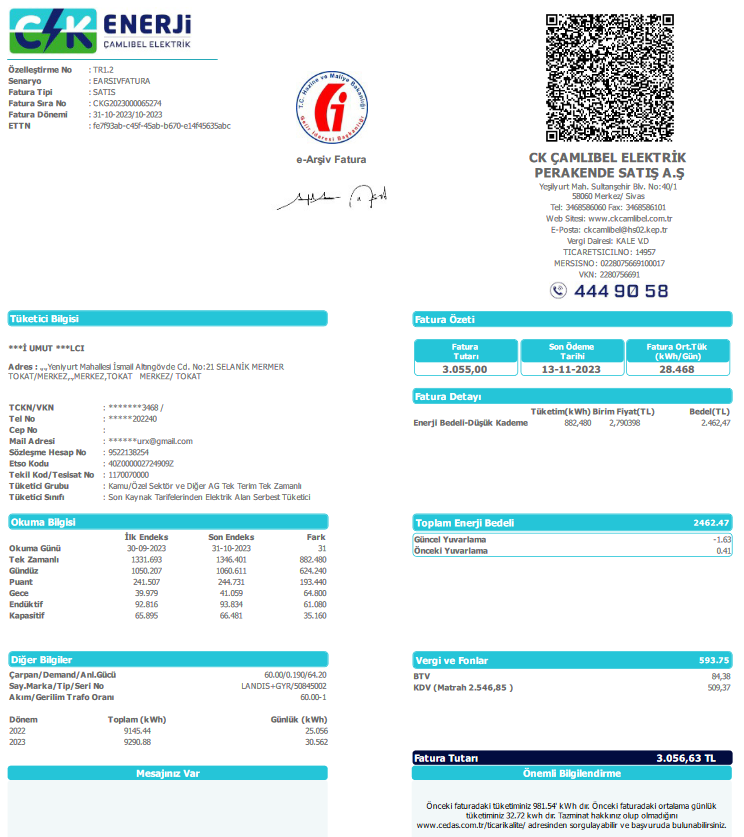 CK ENERJi
ÇAMLIBEL ELEKTRİK
Özelleştirme No : TR1.2
Senaryo : EARSIVFATURA
Fatura Tipi : SATIS
Fatura Sıra No : CKG2023000065274
Fatura Dönemi : 31-10-2023/10-2023
ETTN : fe7f93ab-c45f-45ab-b670-e14f45635abc
T.C. Hazine ve Maliye Bakanlığı
Gelir İdaresi Başkanlığı
e-Arşiv Fatura
CK ÇAMLIBEL ELEKTRİK
PERAKENDE SATIŞ A.Ş
Yeşilyurt Mah. Sultanşehir Blv. No:40/1
58060 Merkez/ Sivas
Tel: 3468586060 Fax: 3468586101
Web Sitesi: www.ckcamlibel.com.tr
E-Posta: ckcamlibel@hs02.kep.tr
Vergi Dairesi: KALE V.D
TICARETSICILNO: 14957
MERSISNO: 0228075669100017
VKN: 2280756691
444 90 58
Tüketici Bilgisi
***İ UMUT ***LCI
Adres : ,,,Yeniyurt Mahallesi İsmail Altıngövde Cd. No:21 SELANİK MERMER
TOKAT/MERKEZ,,,MERKEZ,TOKAT MERKEZ/ TOKAT
TCKN/VKN : *******3468 /
Tel No : *****202240
Cep No :
Mail Adresi : ******urx@gmail.com
Sözleşme Hesap No : 9522138254
Etso Kodu : 40Z0000002724909Z
Tekil Kod/Tesisat No : 1170070000
Tüketici Grubu : Kamu/Özel Sektör ve Diğer AG Tek Terim Tek Zamanlı
Tüketici Sınıfı : Son Kaynak Tarifelerinden Elektrik Alan Serbest Tüketici
Fatura Özeti
Fatura Tutarı Son Ödeme Tarihi Fatura Ort.Tük (kWh/Gün)
3.055,00 13-11-2023 28.468
Fatura Detayı
Tüketim(kWh) Birim Fiyat(TL) Bedel(TL)
Enerji Bedeli-Düşük Kademe 882,480 2,790398 2.462,47
Okuma Bilgisi
İlk Endeks Son Endeks Fark
Okuma Günü 30-09-2023 31-10-2023 31
Tek Zamanlı 1331.693 1346.401 882.480
Gündüz 1050.207 1060.611 624.240
Puant 241.507 244.731 193.440
Gece 39.979 41.059 64.800
Endüktif 92.816 93.834 61.080
Kapasitif 65.895 66.481 35.160
Toplam Enerji Bedeli 2462.47
Güncel Yuvarlama -1.63
Önceki Yuvarlama 0.41
Diğer Bilgiler
Çarpan/Demand/Anl.Gücü 60.00/0.190/64.20
Say.Marka/Tip/Seri No LANDIS+GYR/50845002
Akım/Gerilim Trafo Oranı 60.00-1
Dönem Toplam (kWh) Günlük (kWh)
2022 9145.44 25.056
2023 9290.88 30.562
Vergi ve Fonlar 593.75
BTV 84,38
KDV (Matrah 2.546,85 ) 509,37
Fatura Tutarı 3.056,63 TL
Mesajınız Var
Önemli Bilgilendirme
Önceki faturadaki tüketiminiz 981.54' kWh dır. Önceki faturadaki ortalama günlük
tüketiminiz 32.72 kwh dır. Tazminat hakkınız olup olmadığını
www.cedas.com.tr/ticarikalite/ adresinden sorgulayabilir ve başvuruda bulunabilirsiniz.